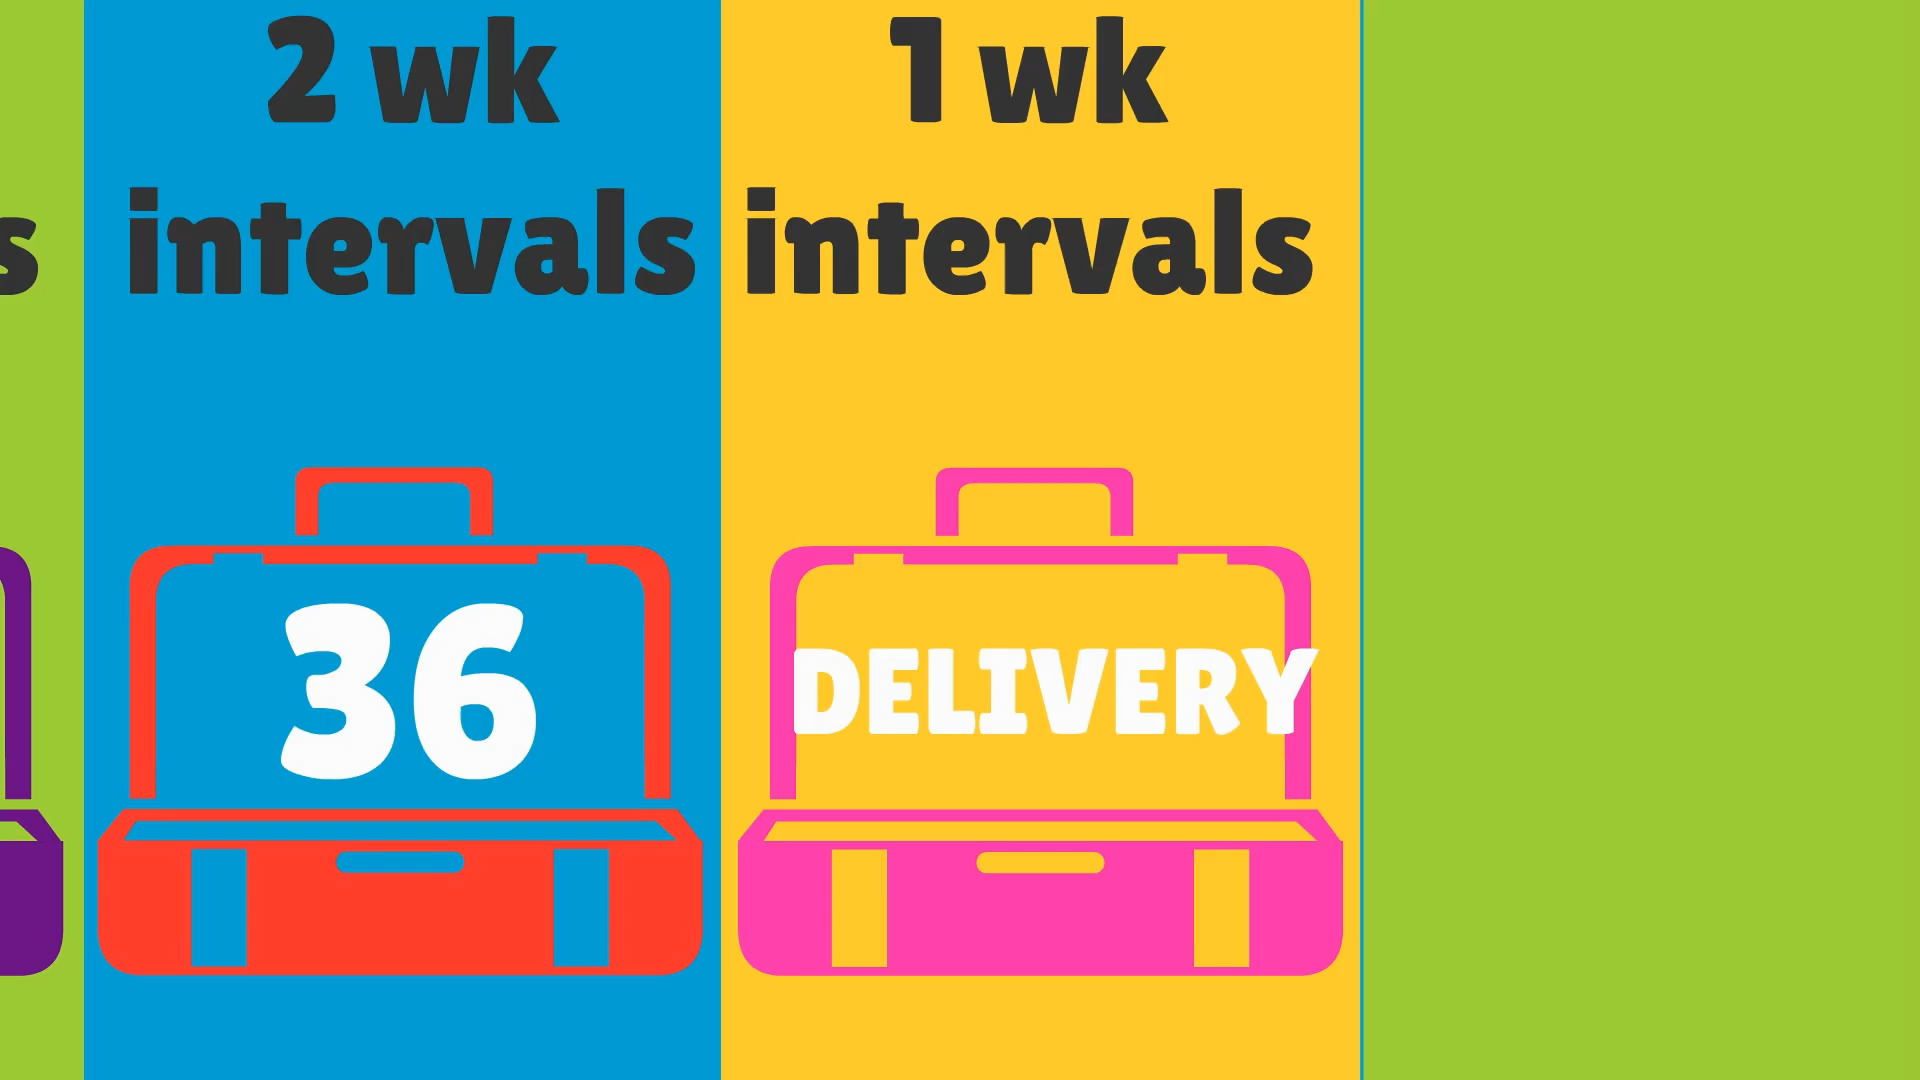 2 wk
intervals
36
1 wk
intervals
DELIVERY